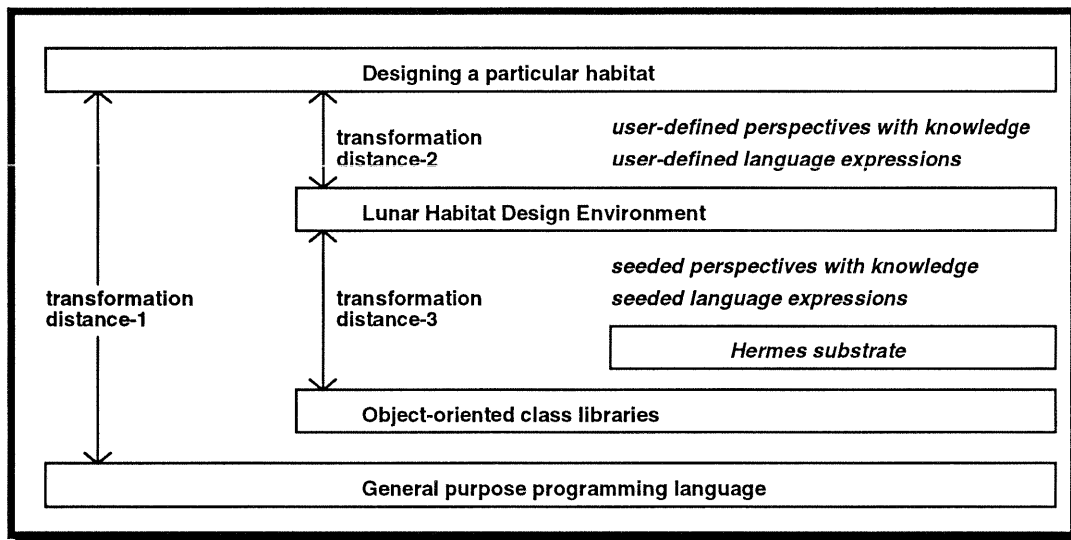 Designing a particular habitat
transformation
distance-2
user-defined perspectives with knowledge
user-defined language expressions
Lunar Habitat Design Environment
transformation
distance-1
transformation
distance-3
seeded perspectives with knowledge
seeded language expressions
Hermes substrate
Object-oriented class libraries
General purpose programming language